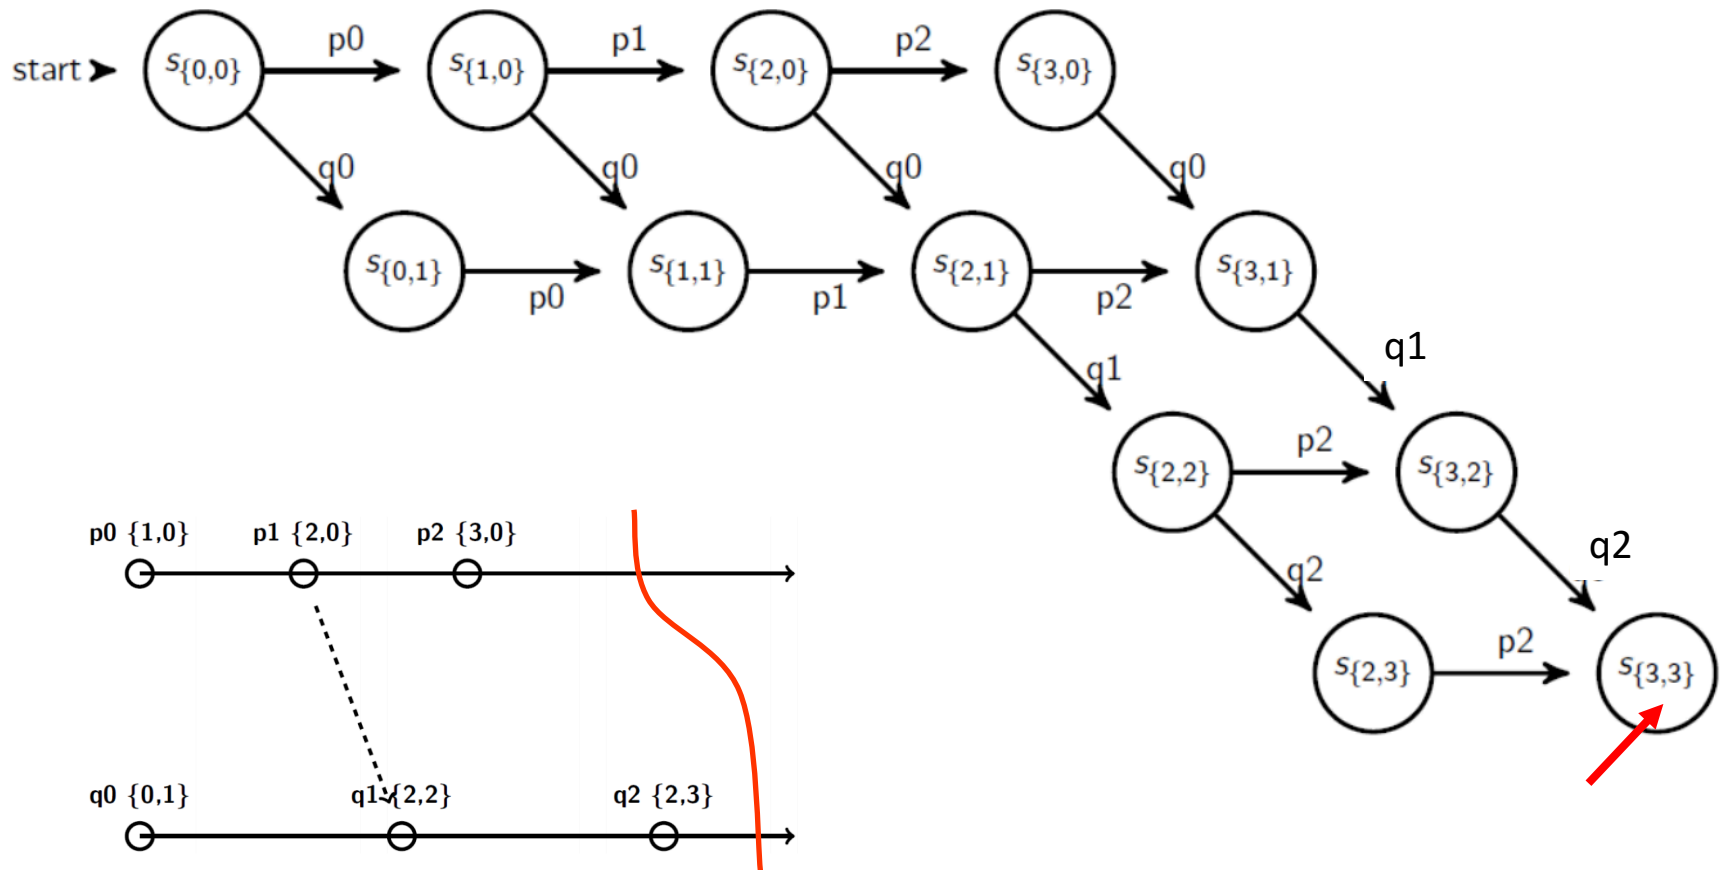 start
p0
p1
p2
s{0,0}
s{1,0}
s{2,0}
s{3,0}
q0
q0
q0
q0
s{0,1}
s{1,1}
s{2,1}
s{3,1}
p0
p1
p2
q1
q1
p2
s{2,2}
s{3,2}
q2
q2
p2
s{2,3}
s{3,3}
p0 {1,0}
p1 {2,0}
p2 {3,0}
q0 {0,1}
q1 {2,2}
q2 {2,3}